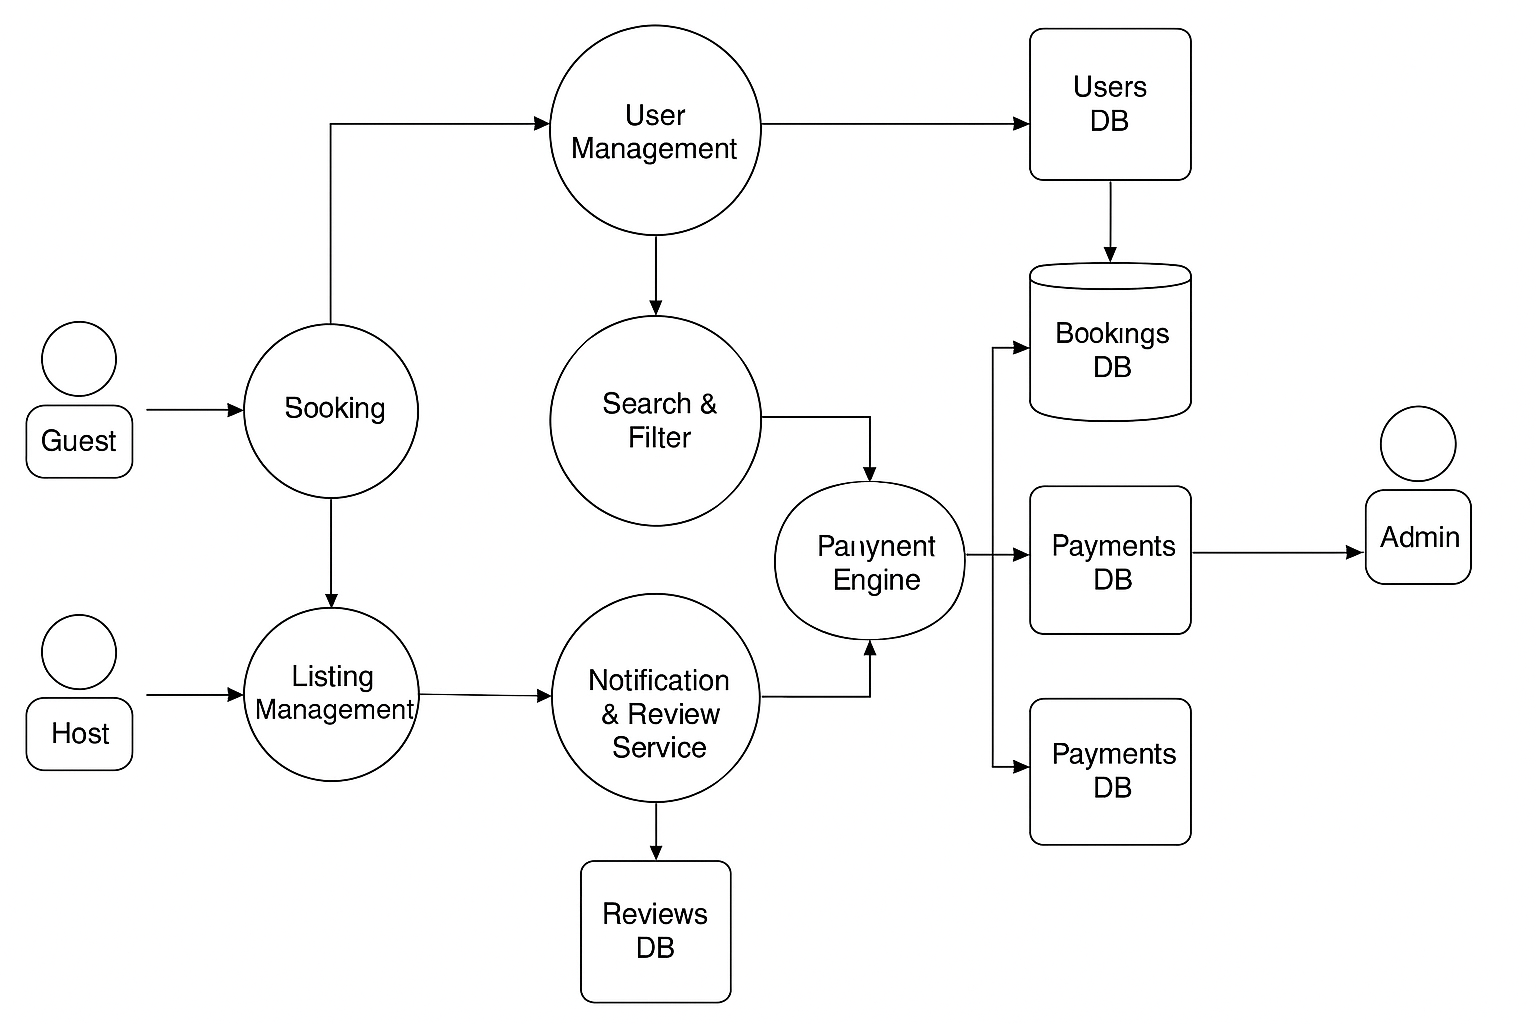 User
Management
Users
DB
Guest
Sooking
Search &
Filter
Bookings
DB
Panynent
Engine
Payments
DB
Admin
Host
Listing
Management
Notification
& Review
Service
Payments
DB
Reviews
DB